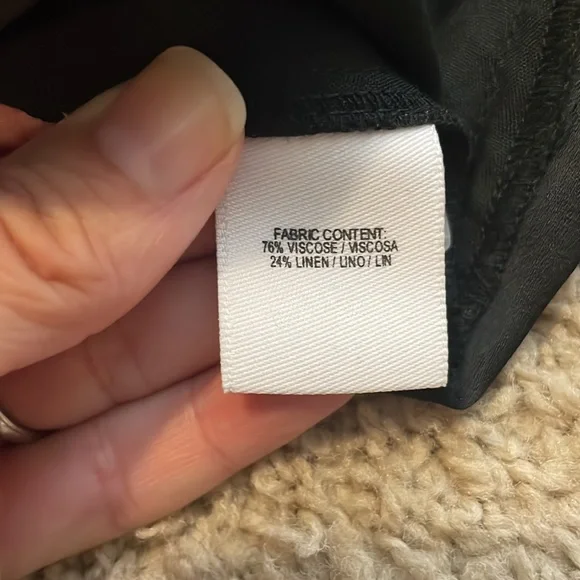 FABRIC CONTENT:
76% VISCOSE / VISCOSA
24% LINEN / LINO / LIN